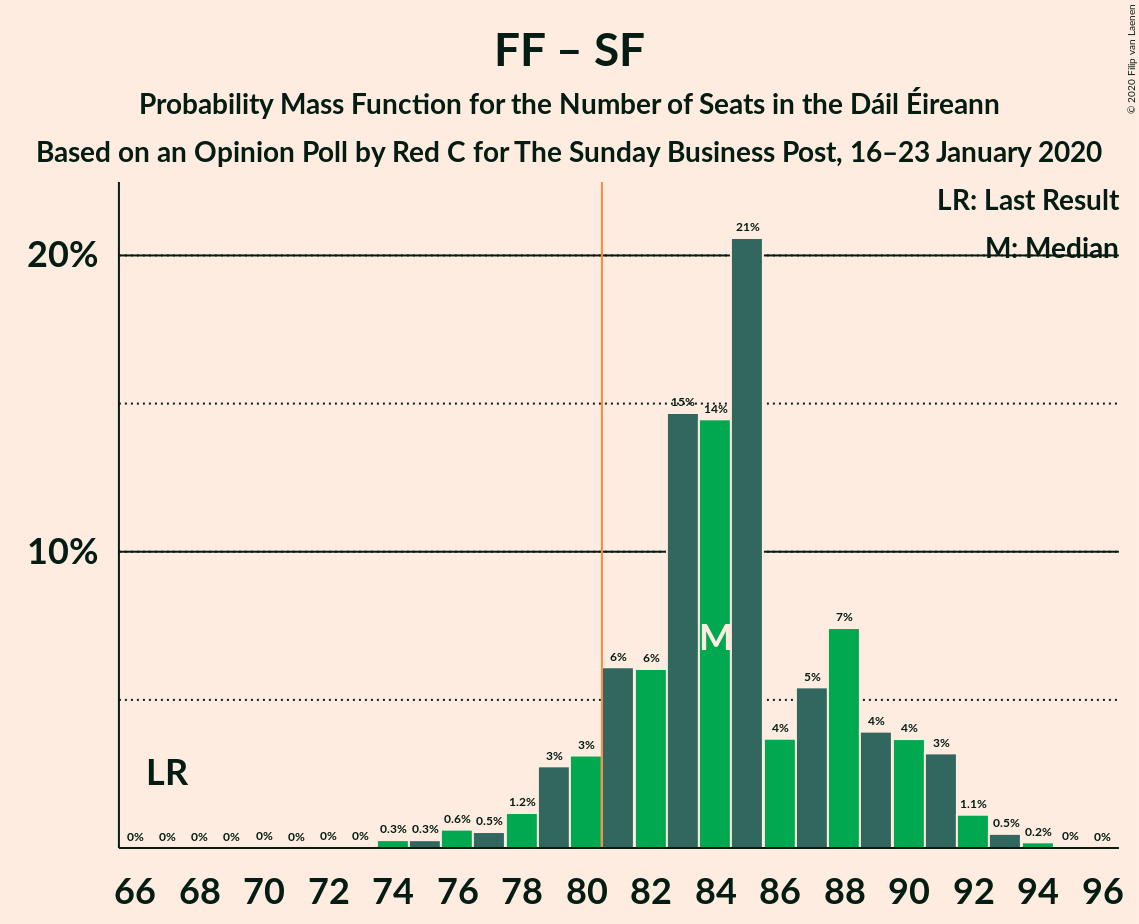 FF – SF
Probability Mass Function for the Number of Seats in the Dáil Éireann
Based on an Opinion Poll by Red C for The Sunday Business Post, 16–23 January 2020
© 2020 Filip van Laenen
LR: Last Result
M: Median
20%
10%
LR
M
0% 0% 0% 0% 0% 0% 0% 0% 0.3% 0.3% 0.6% 0.5% 1.2% 3% 3% 6% 6% 15% 14% 21% 4% 5% 7% 4% 4% 3% 1.1% 0.5% 0.2% 0% 0%
66 68 70 72 74 76 78 80 82 84 86 88 90 92 94 96